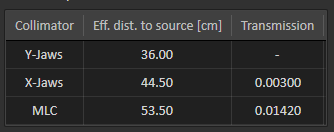 Collimator Eff. dist. to source [cm] Transmission
Y-Jaws 36.00 -
X-Jaws 44.50 0.00300
MLC 53.50 0.01420